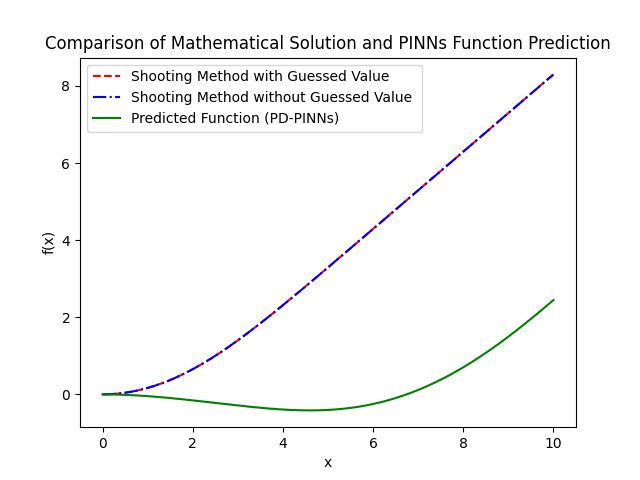 Comparison of Mathematical Solution and PINNs Function Prediction
Shooting Method with Guessed Value
Shooting Method without Guessed Value
Predicted Function (PD-PINNs)
8
6
4
2
0
f(x)
0 2 4 6 8 10
x